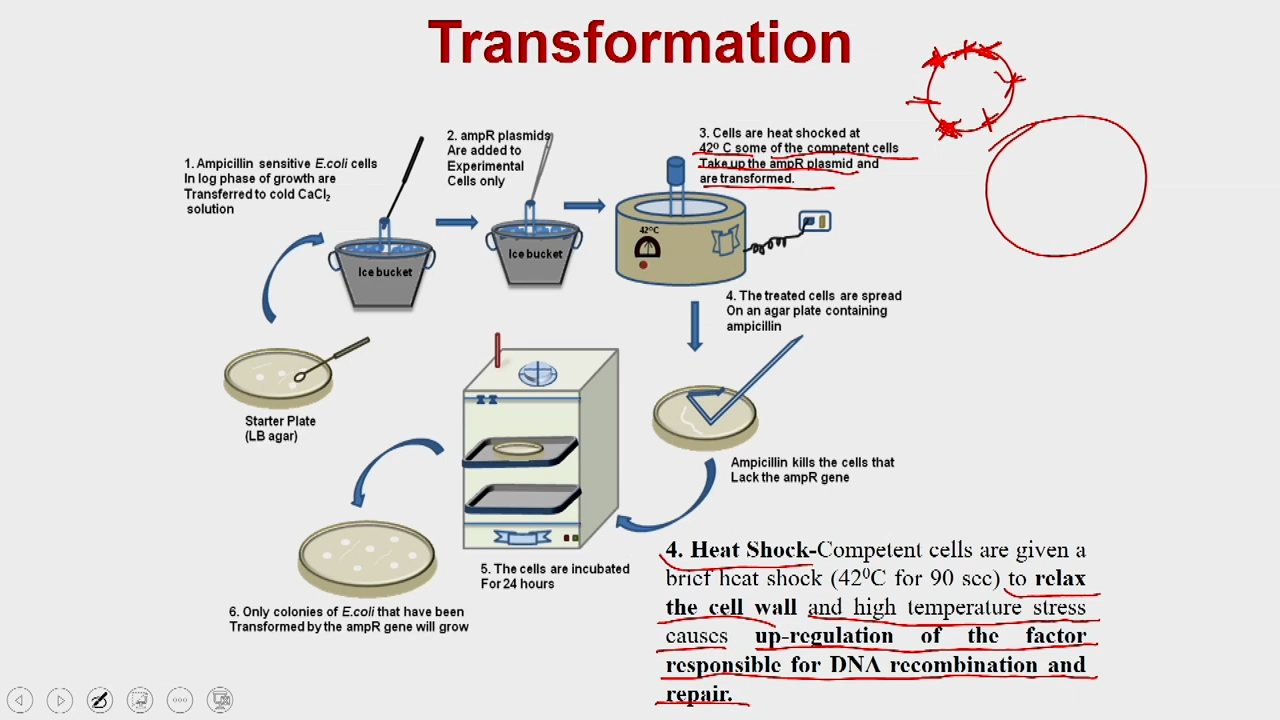 Transformation
1. Ampicillin sensitive E.coli cells
In log phase of growth are
Transferred to cold CaCl₂
solution
2. ampR plasmids
Are added to
Experimental
Cells only
3. Cells are heat shocked at
42⁰ C some of the competent cells
Take up the ampR plasmid and
are transformed.
Ice bucket
Ice bucket
42⁰C
4. The treated cells are spread
On an agar plate containing
ampicillin
Starter Plate
(LB agar)
Ampicillin kills the cells that
Lack the ampR gene
5. The cells are incubated
For 24 hours
6. Only colonies of E.coli that have been
Transformed by the ampR gene will grow
4. Heat Shock-Competent cells are given a
brief heat shock (42⁰C for 90 sec) to relax
the cell wall and high temperature stress
causes up-regulation of the factor
responsible for DNA recombination and
repair.